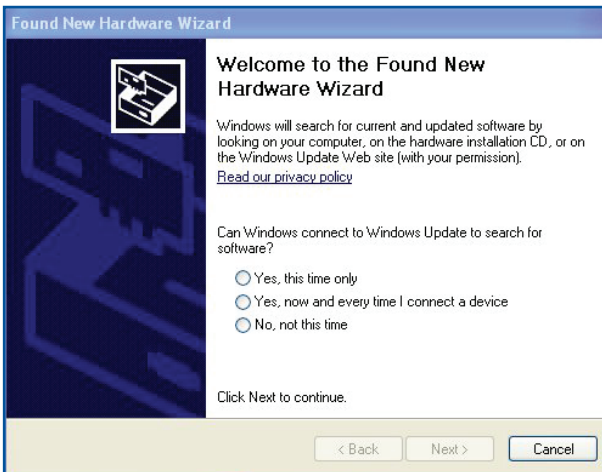 Found New Hardware Wizard
Welcome to the Found New
Hardware Wizard
Windows will search for current and updated software by
looking on your computer, on the hardware installation CD, or on
the Windows Update Web site (with your permission).
Read our privacy policy
Can Windows connect to Windows Update to search for
software?
Yes, this time only
Yes, now and every time I connect a device
No, not this time
Click Next to continue.
< Back
Next >
Cancel